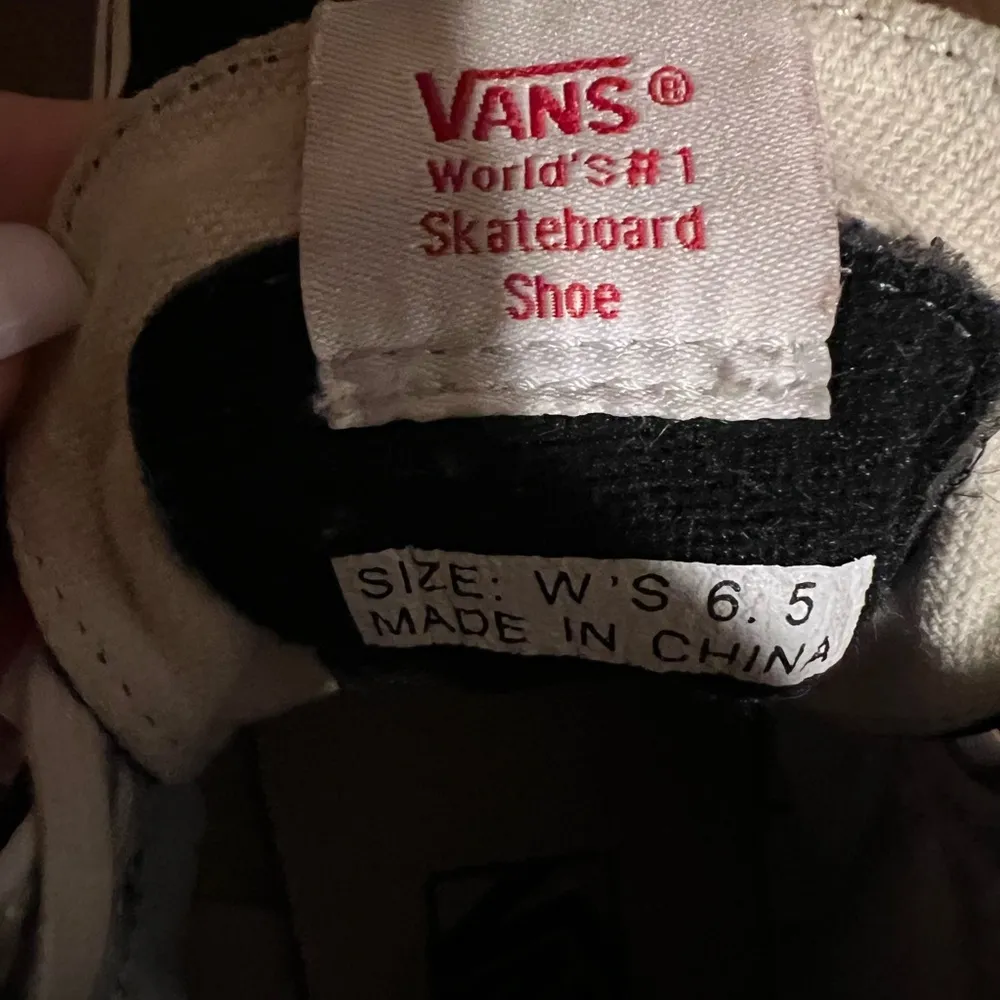 VANS®
World's #1
Skateboard
Shoe
SIZE: W'S 6.5
MADE IN CHINA